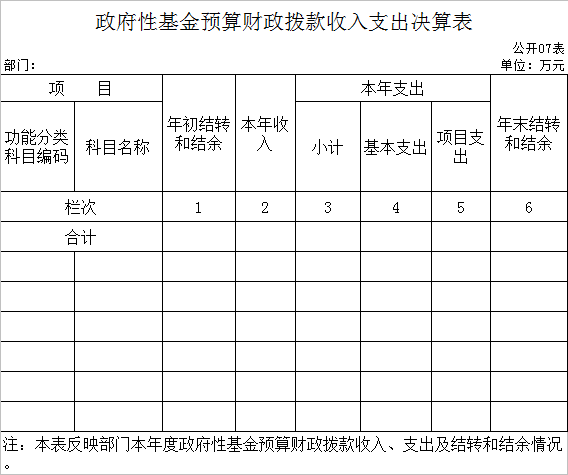 政府性基金预算财政拨款收入支出决算表
公开07表
部门：
单位：万元
项 目
年初结转和结余
本年收入
本年支出
年末结转和结余
功能分类科目编码
科目名称
小计
基本支出
项目支出
栏次 1 2 3 4 5 6
合计
注：本表反映部门本年度政府性基金预算财政拨款收入、支出及结转和结余情况
。